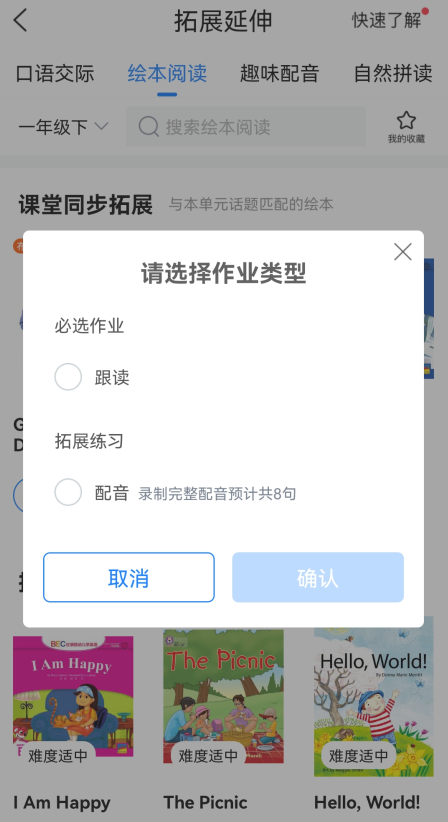 拓展延伸
快速了解
口语交际
绘本阅读
趣味配音
自然拼读
一年级下
搜索绘本阅读
我的收藏
课堂同步拓展
与本单元话题匹配的绘本
请选择作业类型
必选作业
跟读
拓展练习
配音 录制完整配音预计共8句
取消
确认
I Am Happy
The Picnic
Hello, World!
难度适中
难度适中
难度适中
I Am Happy
The Picnic
Hello, World!